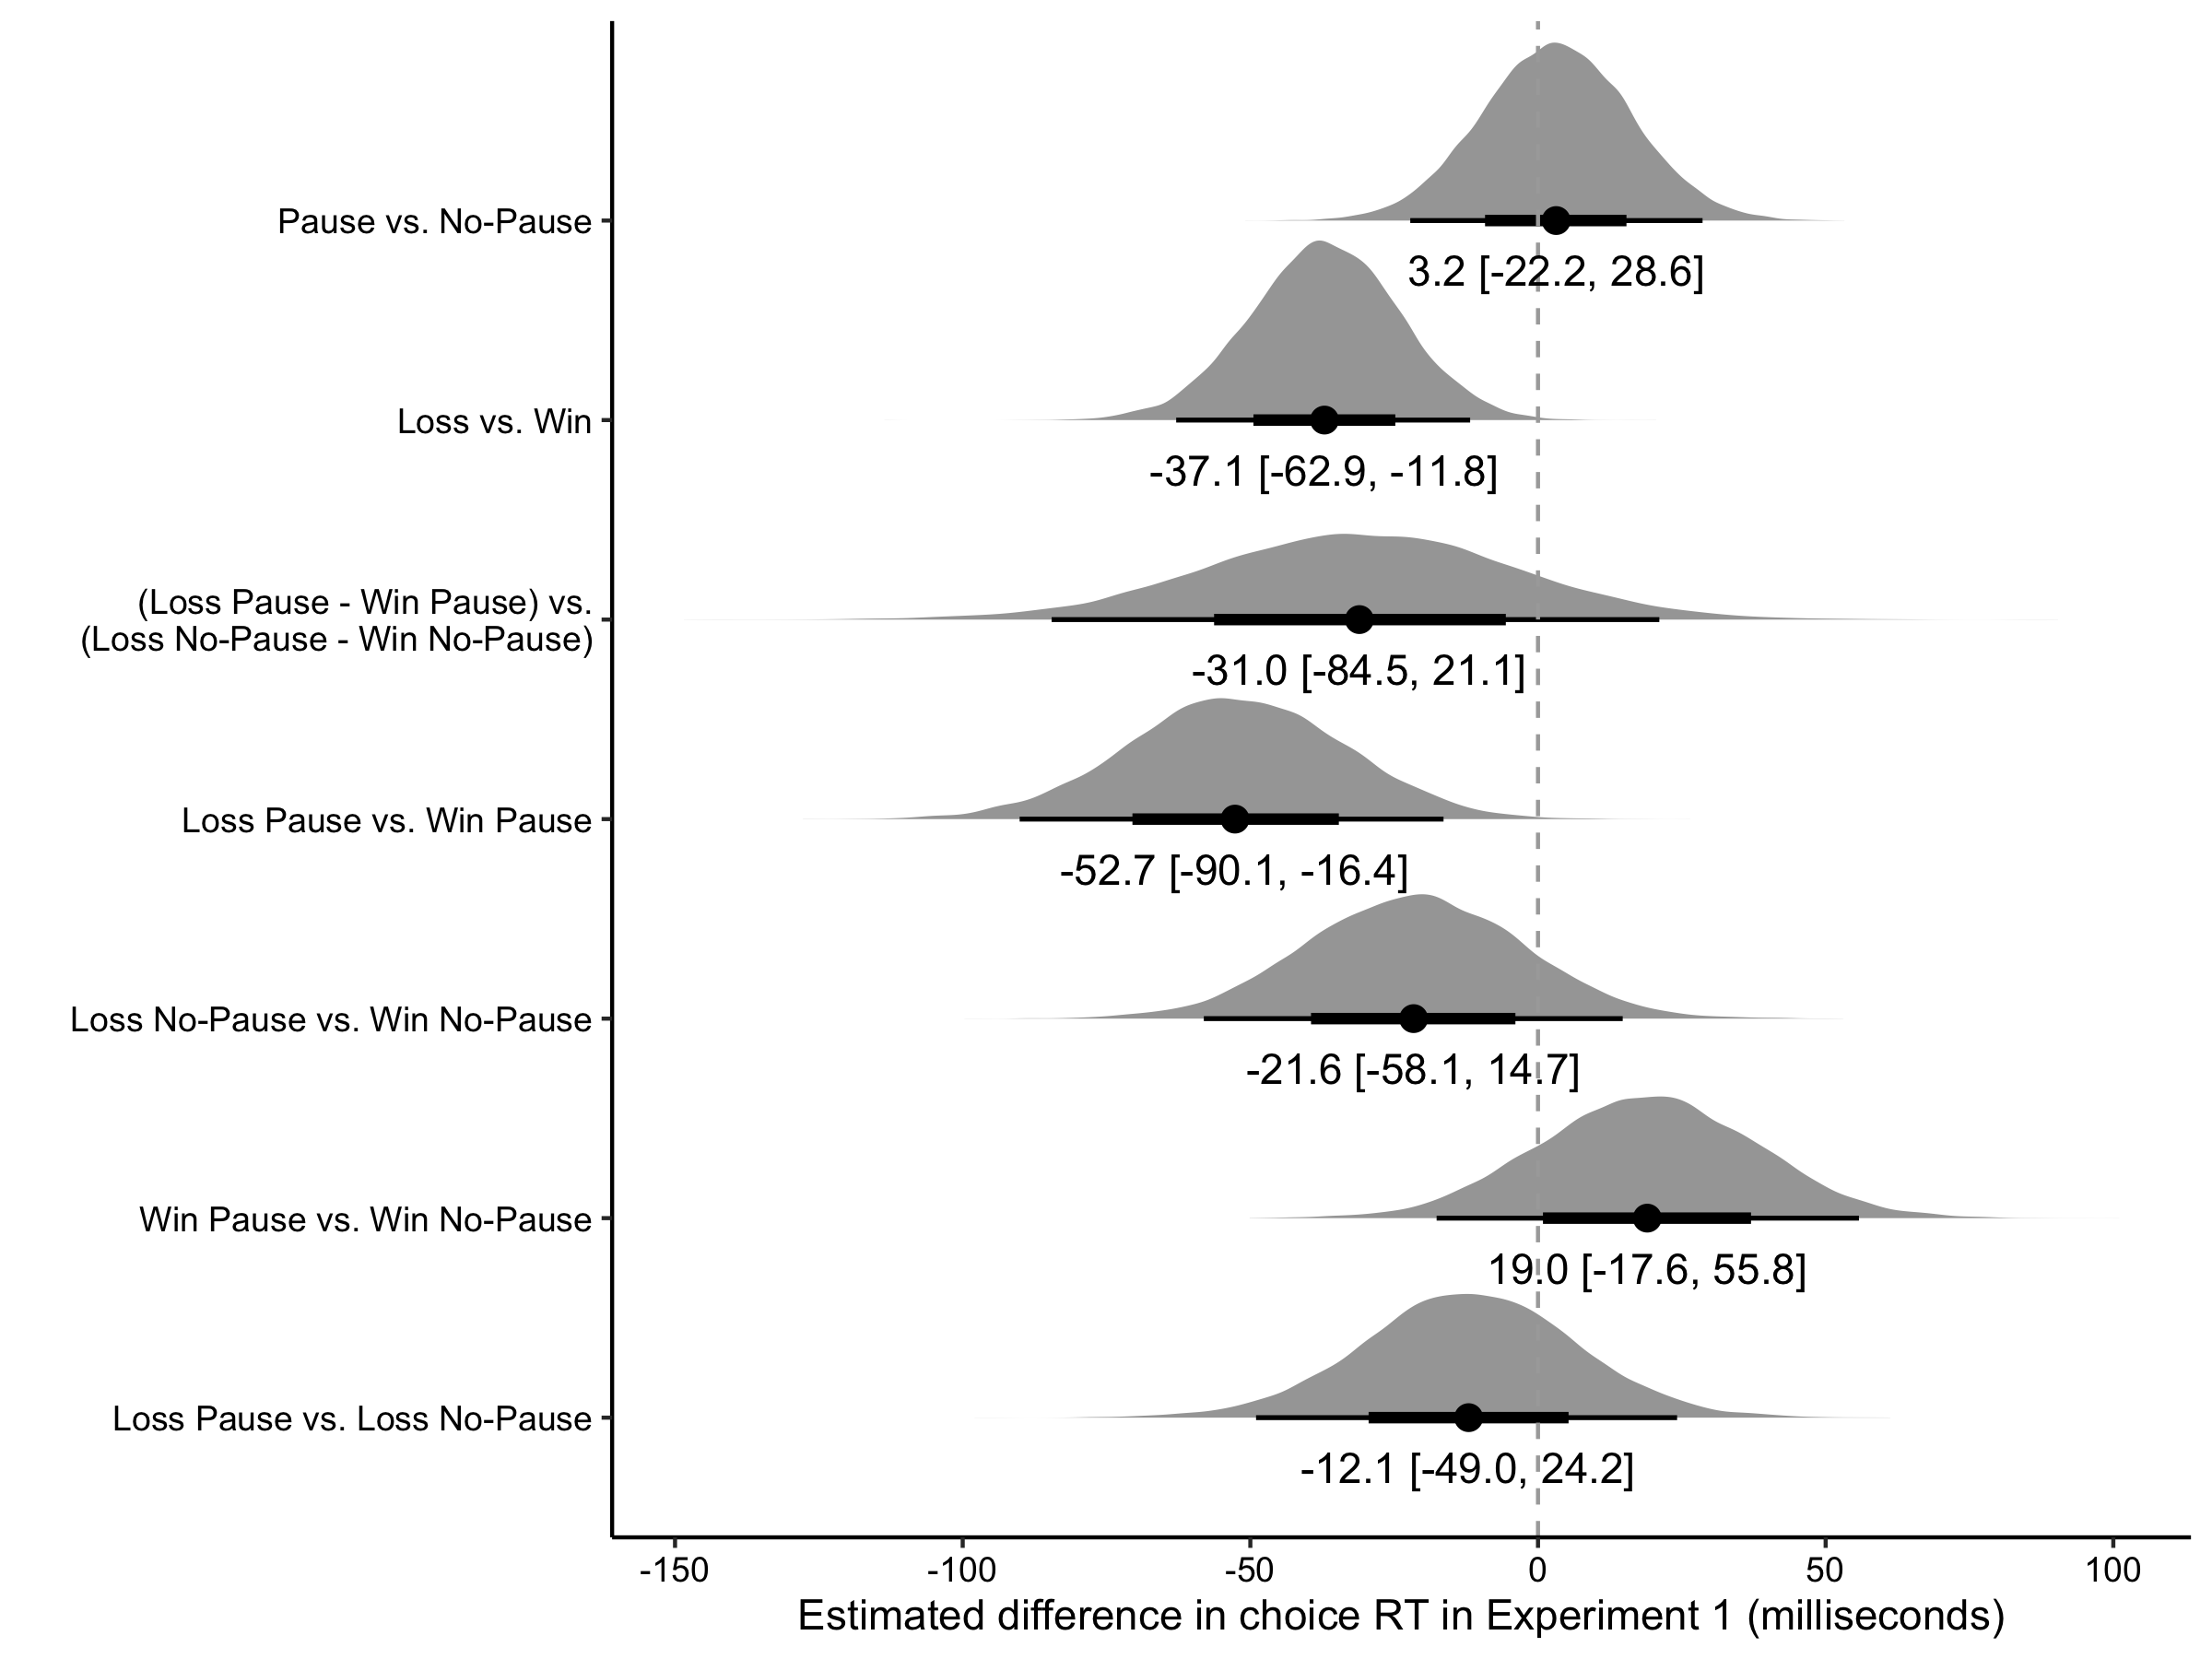 Pause vs. No-Pause
3.2 [-22.2, 28.6]
Loss vs. Win
-37.1 [-62.9, -11.8]
(Loss Pause - Win Pause) vs.
(Loss No-Pause - Win No-Pause)
-31.0 [-84.5, 21.1]
Loss Pause vs. Win Pause
-52.7 [-90.1, -16.4]
Loss No-Pause vs. Win No-Pause
-21.6 [-58.1, 14.7]
Win Pause vs. Win No-Pause
19.0 [-17.6, 55.8]
Loss Pause vs. Loss No-Pause
-12.1 [-49.0, 24.2]
-150 -100 -50 0 50 100
Estimated difference in choice RT in Experiment 1 (milliseconds)